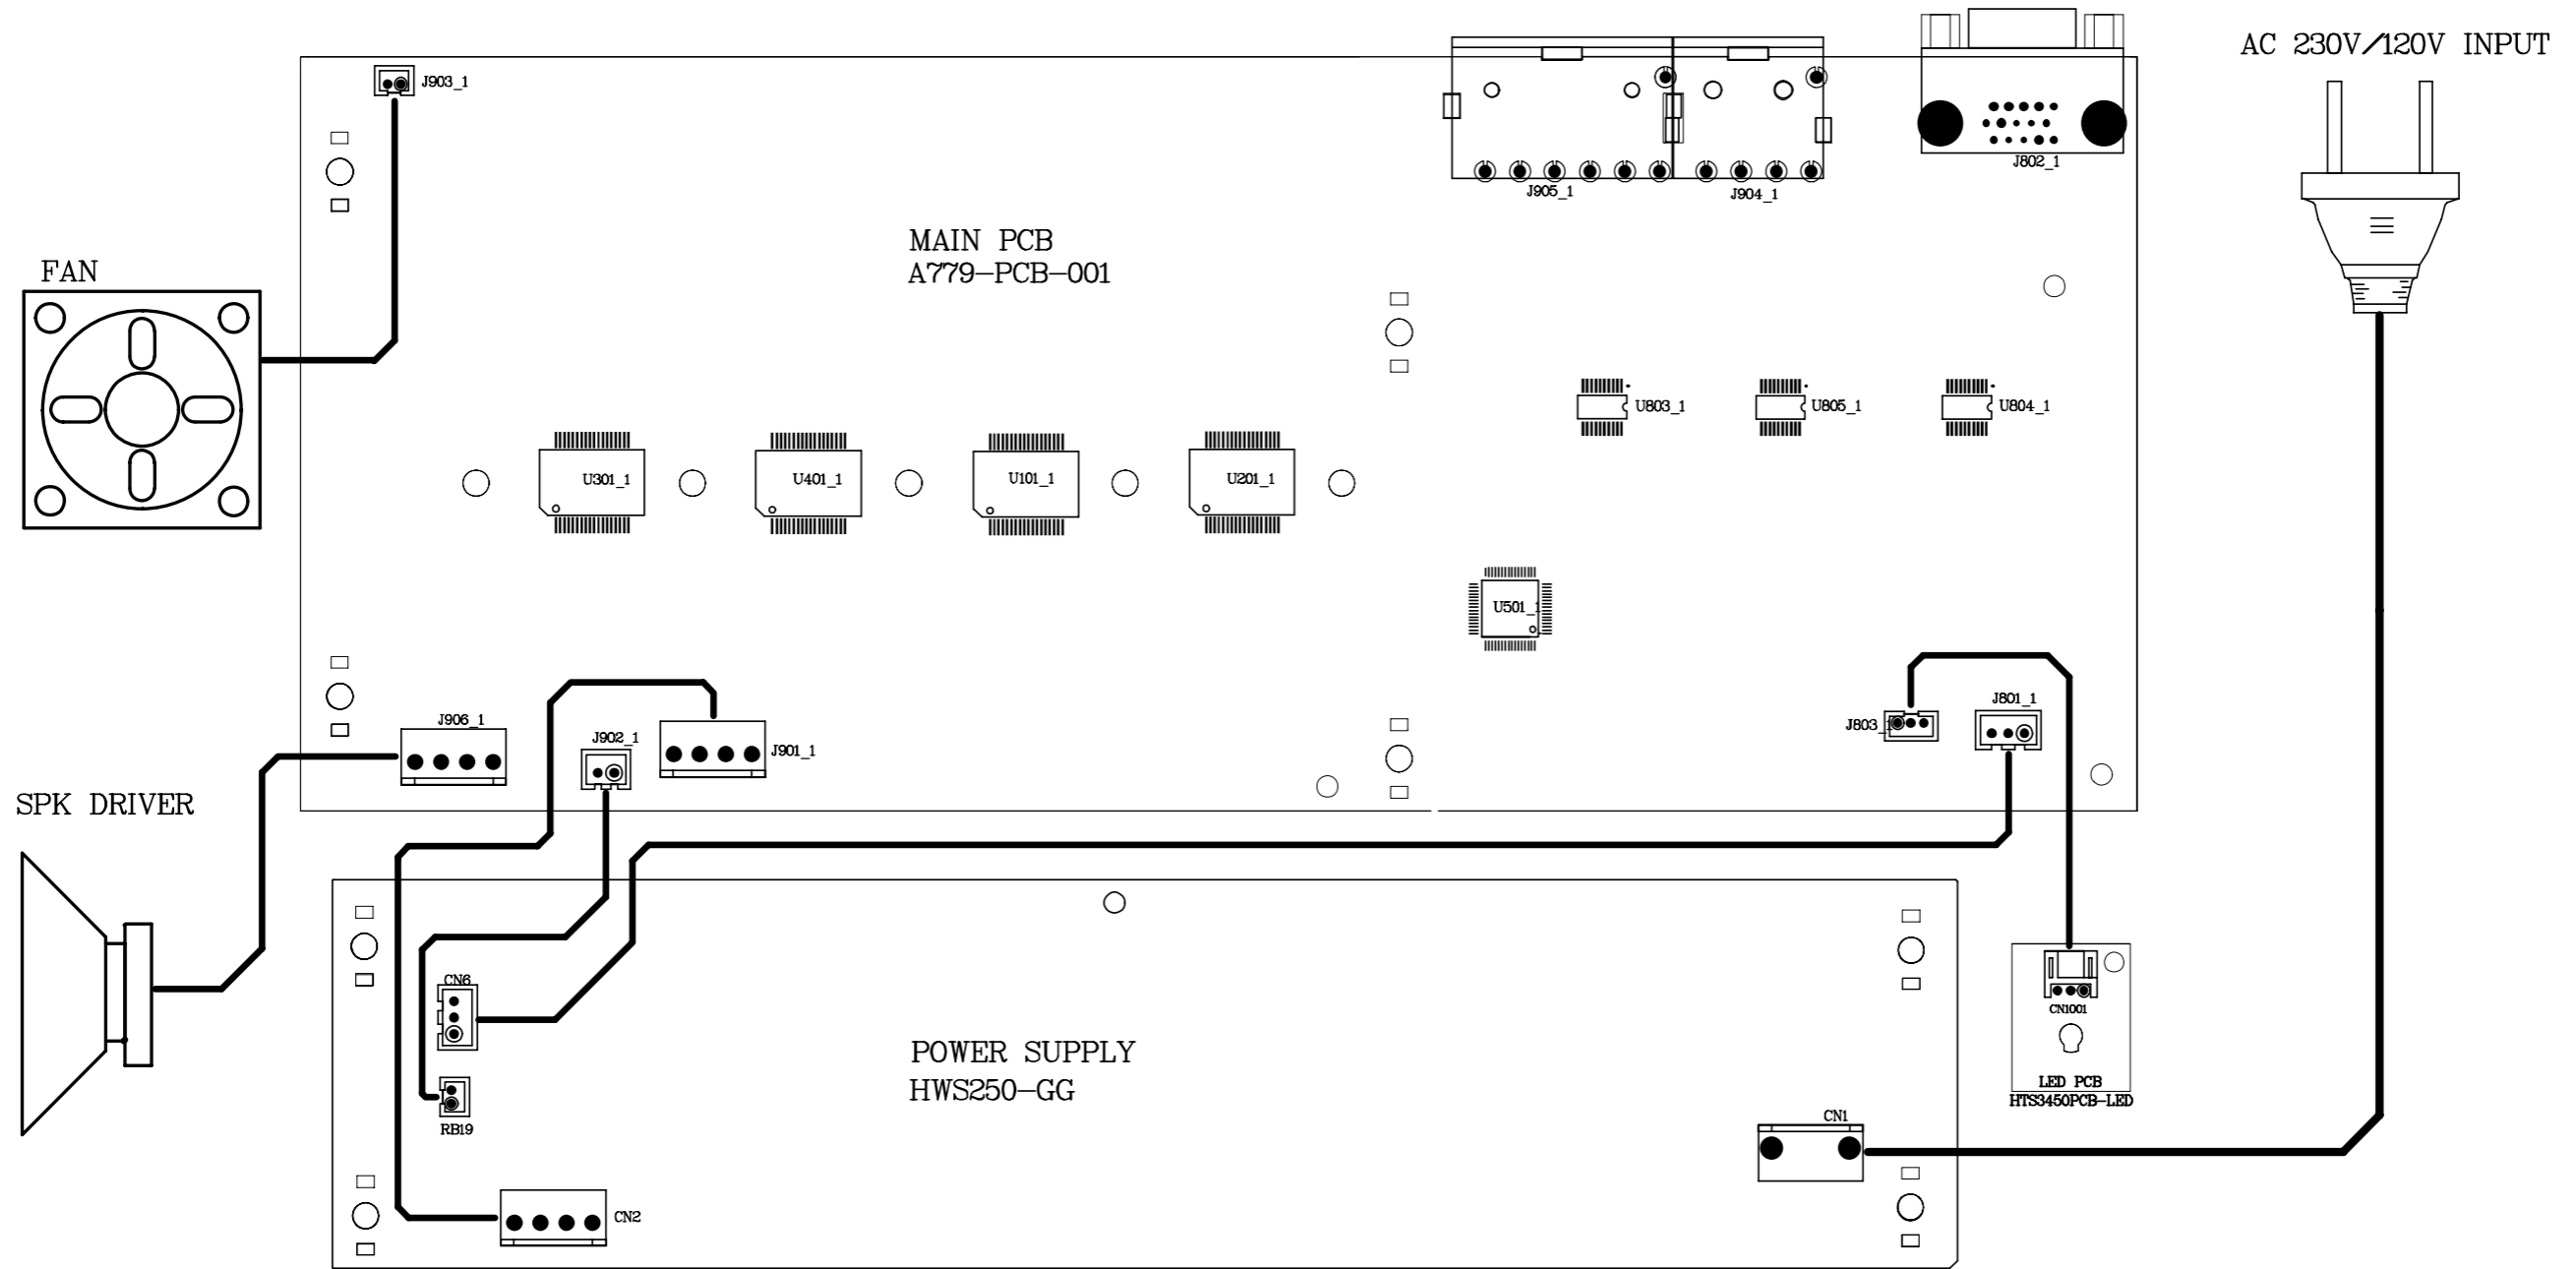 AC 230V/120V INPUT
J903_1
J802_1
J905_1
J904_1
MAIN PCB
A779-PCB-001
FAN
U803_1
U805_1
U804_1
U301_1
U401_1
U101_1
U201_1
U501_1
J801_1
J906_1
J803_1
J902_1
J901_1
SPK DRIVER
CN6
CN1001
POWER SUPPLY
HWS250-GG
LED PCB
HTS3450PCB-LED
CN1
RB19
CN2